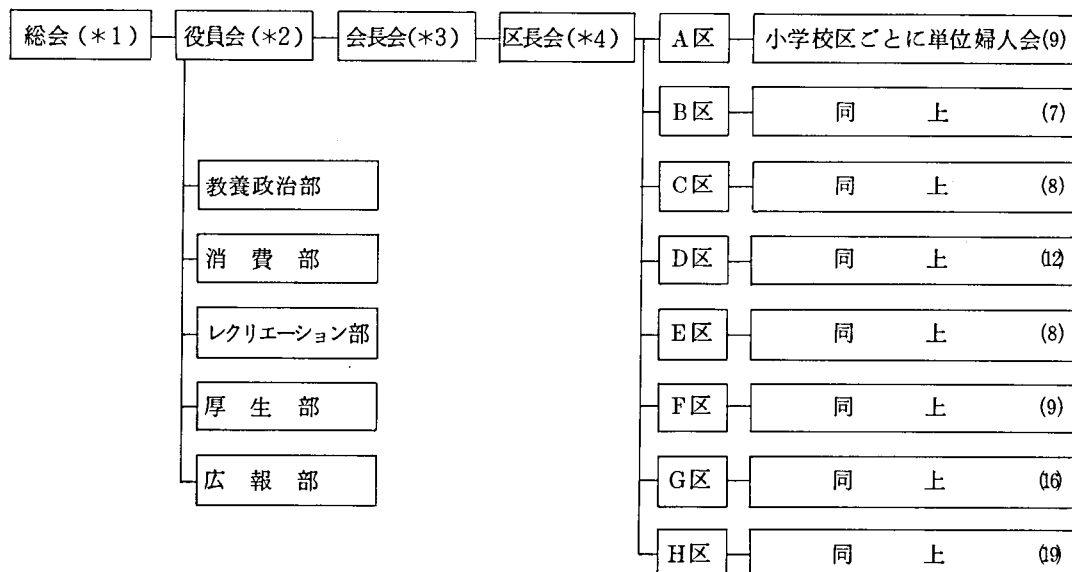 総会(*1) 役員会(*2) 会長会(*3) 区長会(*4) A区 小学校区ごとに単位婦人会(9)
B区 同上 (7)
教養政治部 C区 同上 (8)
消費部 D区 同上 (12)
レクリエーション部 E区 同上 (8)
厚生部 F区 同上 (9)
広報部 G区 同上 (16)
H区 同上 (19)